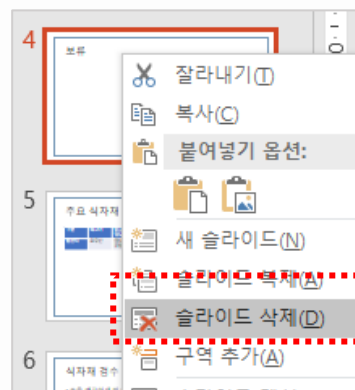 4
보류
잘라내기(T)
복사(C)
붙여넣기 옵션:
5
주요 식자재
새 슬라이드(N)
슬라이드 복제(A)
슬라이드 삭제(D)
6
구역 추가(A)
식자재 검수